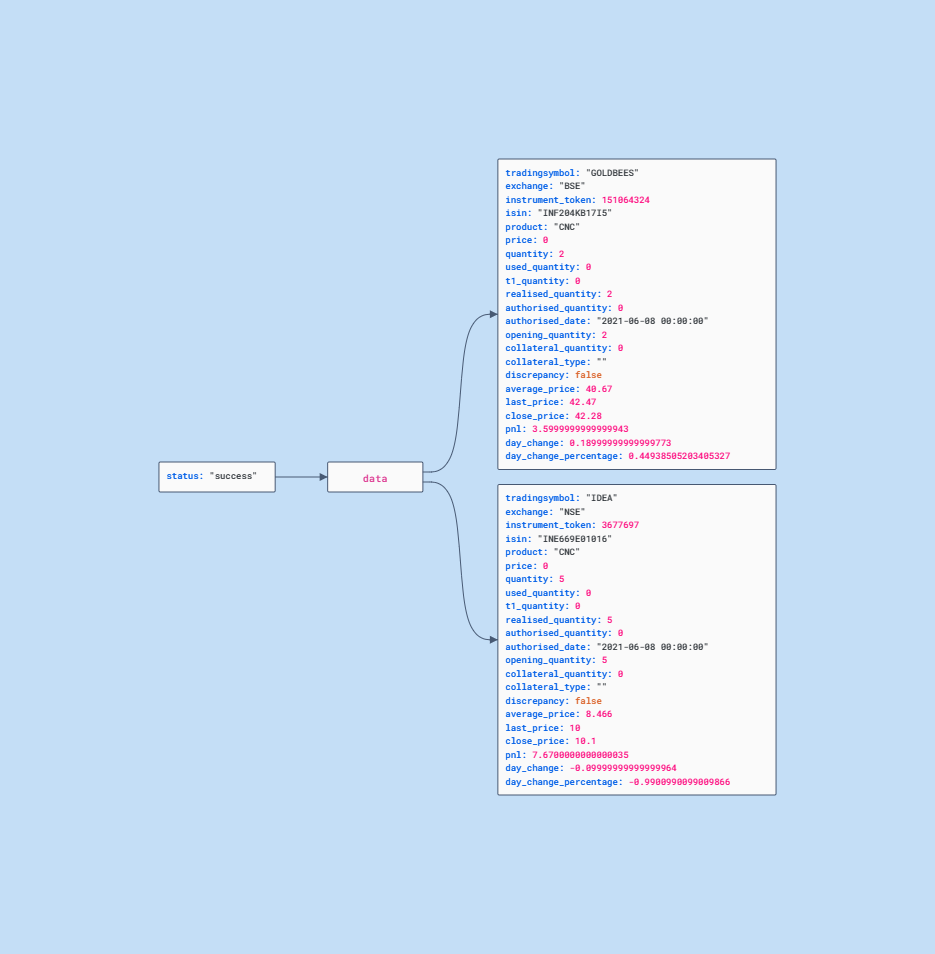 status: "success"
data
tradingsymbol: "GOLDBEES"
exchange: "BSE"
instrument_token: 151064324
isin: "INF204KB17I5"
product: "CNC"
price: 0
quantity: 2
used_quantity: 0
t1_quantity: 0
realised_quantity: 2
authorised_quantity: 0
authorised_date: "2021-06-08 00:00:00"
opening_quantity: 2
collateral_quantity: 0
collateral_type: ""
discrepancy: false
average_price: 40.67
last_price: 42.47
close_price: 42.28
pnl: 3.5999999999999943
day_change: 0.18999999999999773
day_change_percentage: 0.44938505203405327
tradingsymbol: "IDEA"
exchange: "NSE"
instrument_token: 3677697
isin: "INE669E01016"
product: "CNC"
price: 0
quantity: 5
used_quantity: 0
t1_quantity: 0
realised_quantity: 5
authorised_quantity: 0
authorised_date: "2021-06-08 00:00:00"
opening_quantity: 5
collateral_quantity: 0
collateral_type: ""
discrepancy: false
average_price: 8.466
last_price: 10
close_price: 10.1
pnl: 7.6700000000000035
day_change: -0.09999999999999964
day_change_percentage: -0.9900990099009866